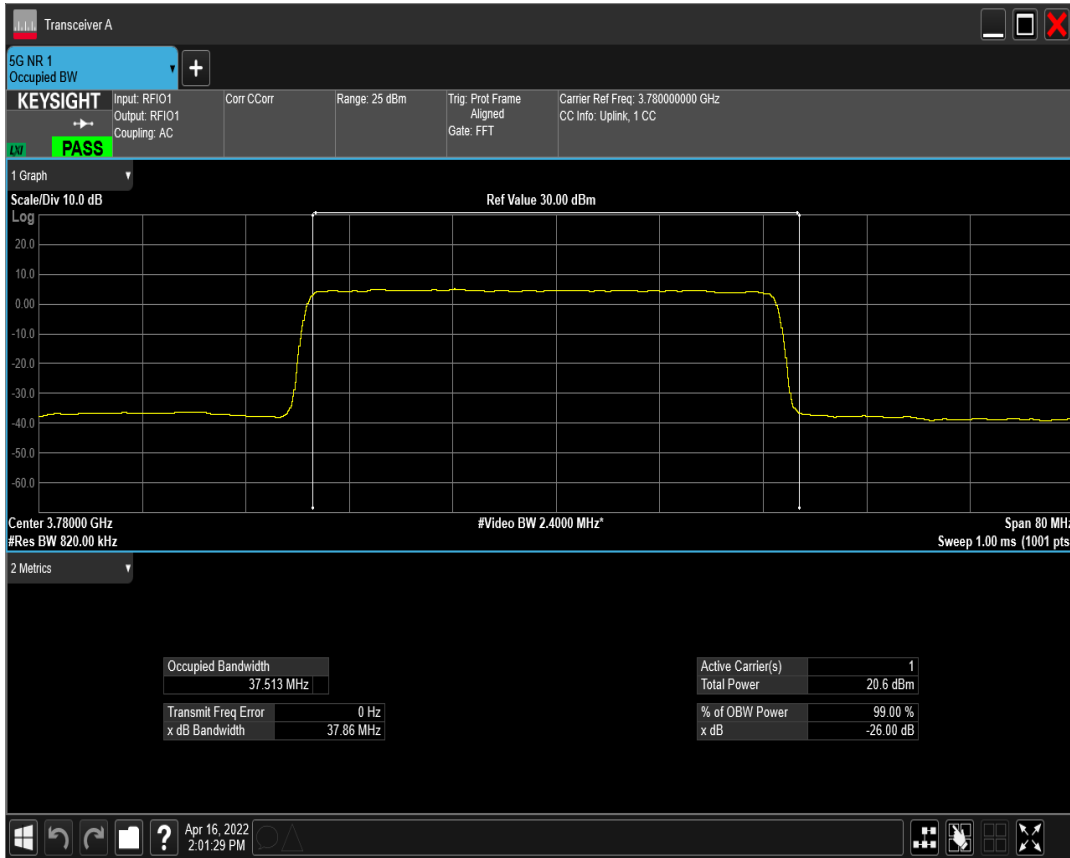 Transceiver A
5G NR 1
Occupied BW
KEYSIGHT
LXI
PASS
Input: RFIO1
Output: RFIO1
Coupling: AC
Corr CCorr
Range: 25 dBm
Trig: Prot Frame
Aligned
Gate: FFT
Carrier Ref Freq: 3.780000000 GHz
CC Info: Uplink, 1 CC
1 Graph
Scale/Div 10.0 dB
Ref Value 30.00 dBm
Log
20.0
10.0
0.00
-10.0
-20.0
-30.0
-40.0
-50.0
-60.0
Center 3.78000 GHz
#Video BW 2.4000 MHz*
Span 80 MHz
#Res BW 820.00 kHz
Sweep 1.00 ms (1001 pts
2 Metrics
Occupied Bandwidth
37.513 MHz
Transmit Freq Error 0 Hz
x dB Bandwidth 37.86 MHz
Active Carrier(s) 1
Total Power 20.6 dBm
% of OBW Power 99.00 %
x dB -26.00 dB
?
Apr 16, 2022
2:01:29 PM